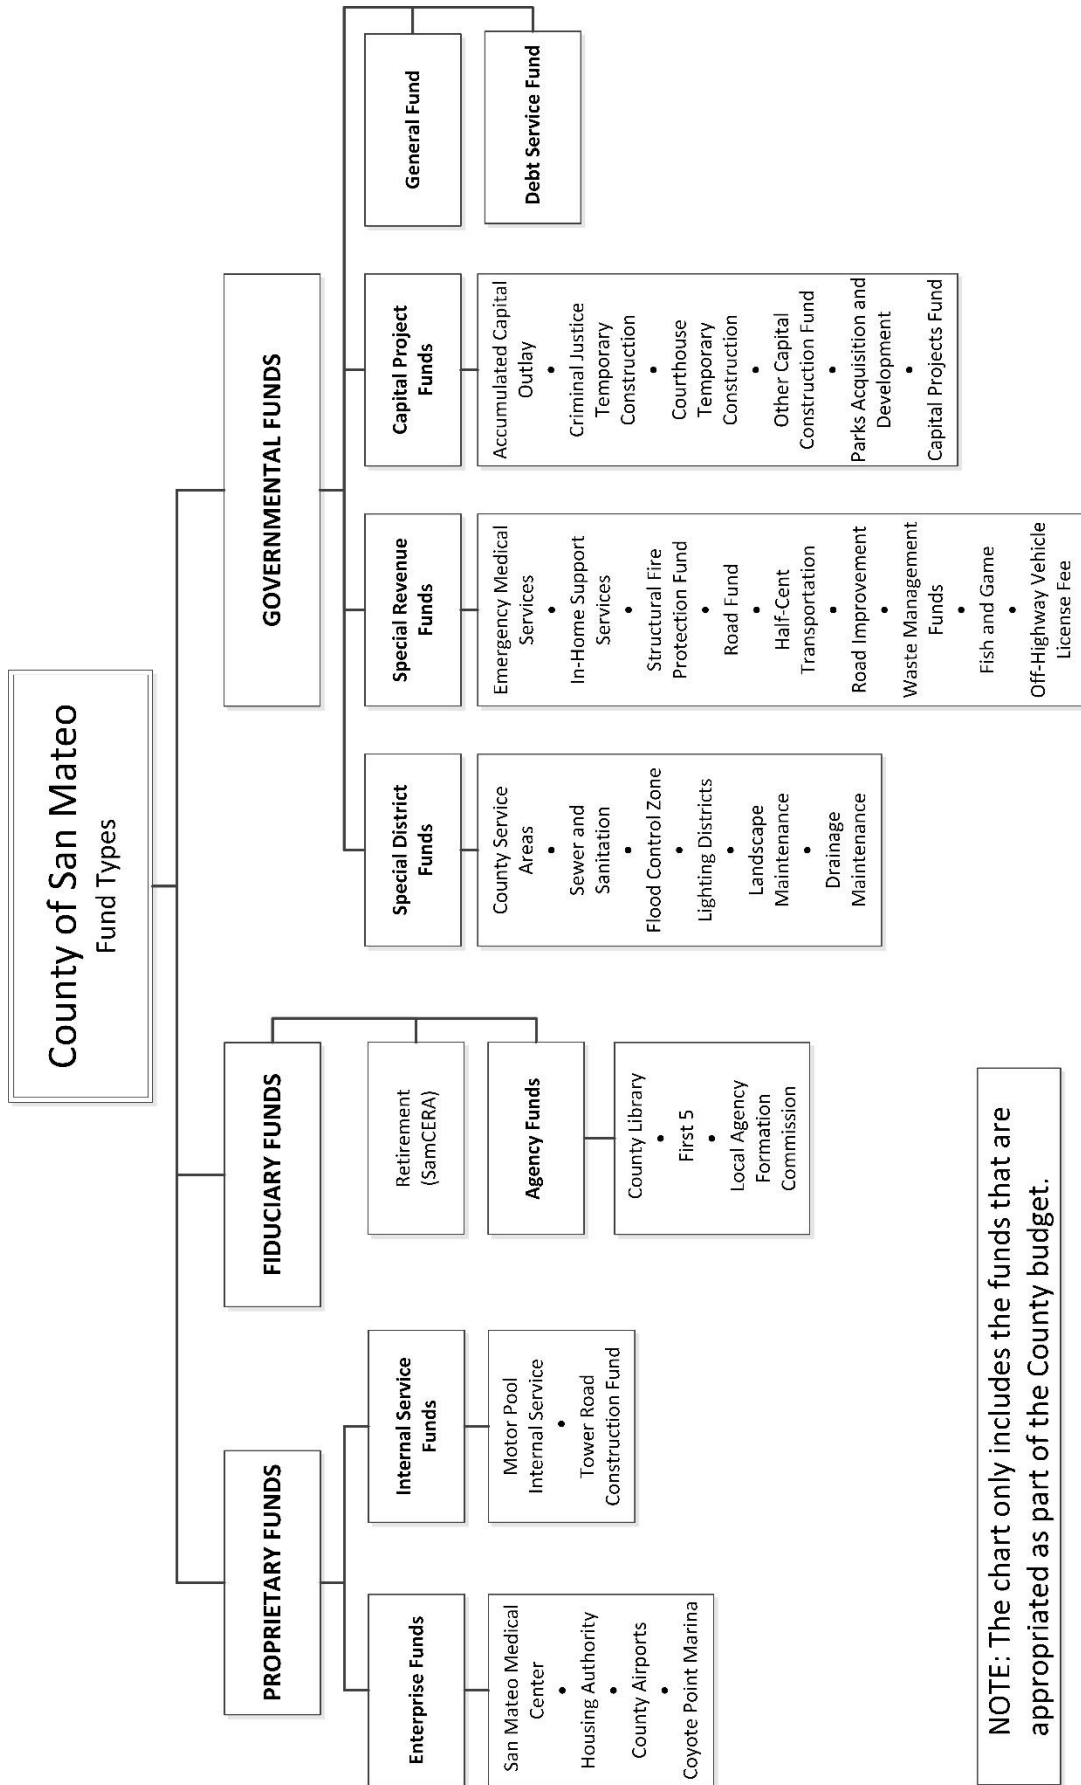 County of San Mateo
Fund Types
PROPRIETARY FUNDS
Enterprise Funds
San Mateo Medical
Center
•
Housing Authority
•
County Airports
•
Coyote Point Marina
Internal Service
Funds
Motor Pool
Internal Service
•
Tower Road
Construction Fund
FIDUCIARY FUNDS
Retirement
(SamCERA)
Agency Funds
County Library
•
First 5
•
Local Agency
Formation
Commission
GOVERNMENTAL FUNDS
Special District
Funds
County Service
Areas
•
Sewer and
Sanitation
•
Flood Control Zone
•
Lighting Districts
•
Landscape
Maintenance
•
Drainage
Maintenance
Special Revenue
Funds
Emergency Medical
Services
•
In-Home Support
Services
•
Structural Fire
Protection Fund
•
Road Fund
•
Half-Cent
Transportation
•
Road Improvement
•
Waste Management
Funds
•
Fish and Game
•
Off-Highway Vehicle
License Fee
Capital Project
Funds
Accumulated Capital
Outlay
•
Criminal Justice
Temporary
Construction
•
Courthouse
Temporary
Construction
•
Other Capital
Construction Fund
•
Parks Acquisition and
Development
•
Capital Projects Fund
General Fund
Debt Service Fund
NOTE: The chart only includes the funds that are
appropriated as part of the County budget.